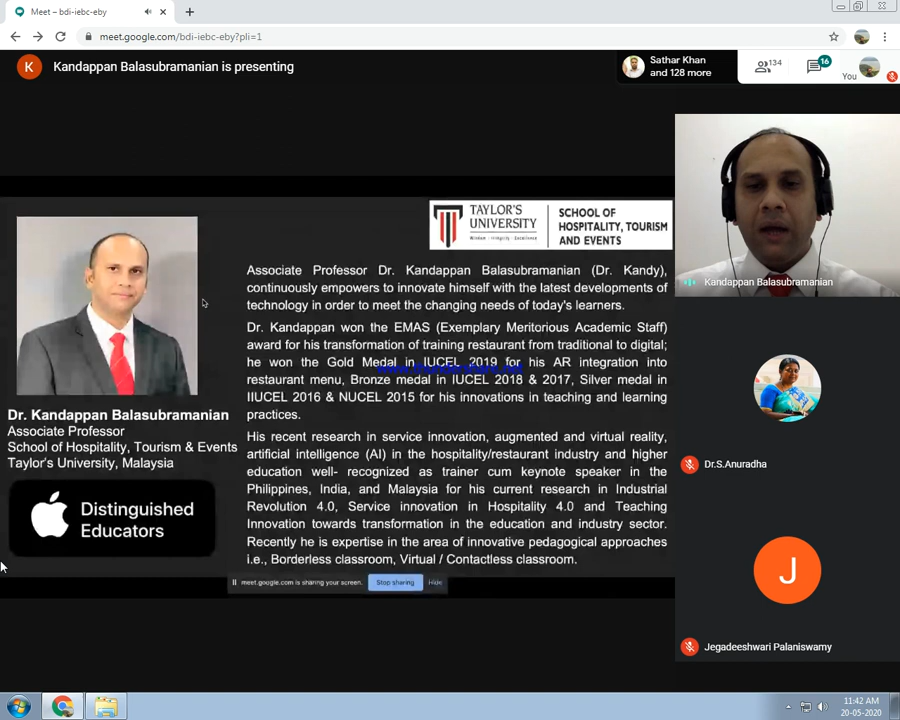 Meet – bdi-iebc-eby
meet.google.com/bdi-iebc-eby?pli=1
K
Kandappan Balasubramanian is presenting
Sathar Khan
and 128 more
134
16
You
TAYLOR'S
UNIVERSITY
Wisdom • Integrity • Excellence
SCHOOL OF
HOSPITALITY, TOURISM
AND EVENTS
Associate Professor Dr. Kandappan Balasubramanian (Dr. Kandy),
continuously empowers to innovate himself with the latest developments of
technology in order to meet the changing needs of today's learners.
Dr. Kandappan won the EMAS (Exemplary Meritorious Academic Staff)
award for his transformation of training restaurant from traditional to digital;
he won the Gold Medal in IUCEL 2019 for his AR integration into
www.thundershare.net
restaurant menu, Bronze medal in IUCEL 2018 & 2017, Silver medal in
IIUCEL 2016 & NUCEL 2015 for his innovations in teaching and learning
practices.
His recent research in service innovation, augmented and virtual reality,
artificial intelligence (AI) in the hospitality/restaurant industry and higher
education well- recognized as trainer cum keynote speaker in the
Philippines, India, and Malaysia for his current research in Industrial
Revolution 4.0, Service innovation in Hospitality 4.0 and Teaching
Innovation towards transformation in the education and industry sector.
Recently he is expertise in the area of innovative pedagogical approaches
i.e., Borderless classroom, Virtual / Contactless classroom.
Dr. Kandappan Balasubramanian
Associate Professor
School of Hospitality, Tourism & Events
Taylor's University, Malaysia
Distinguished
Educators
meet.google.com is sharing your screen.
Stop sharing
Hide
Kandappan Balasubramanian
Dr.S.Anuradha
J
Jegadeeshwari Palaniswamy
11:42 AM
20-05-2020